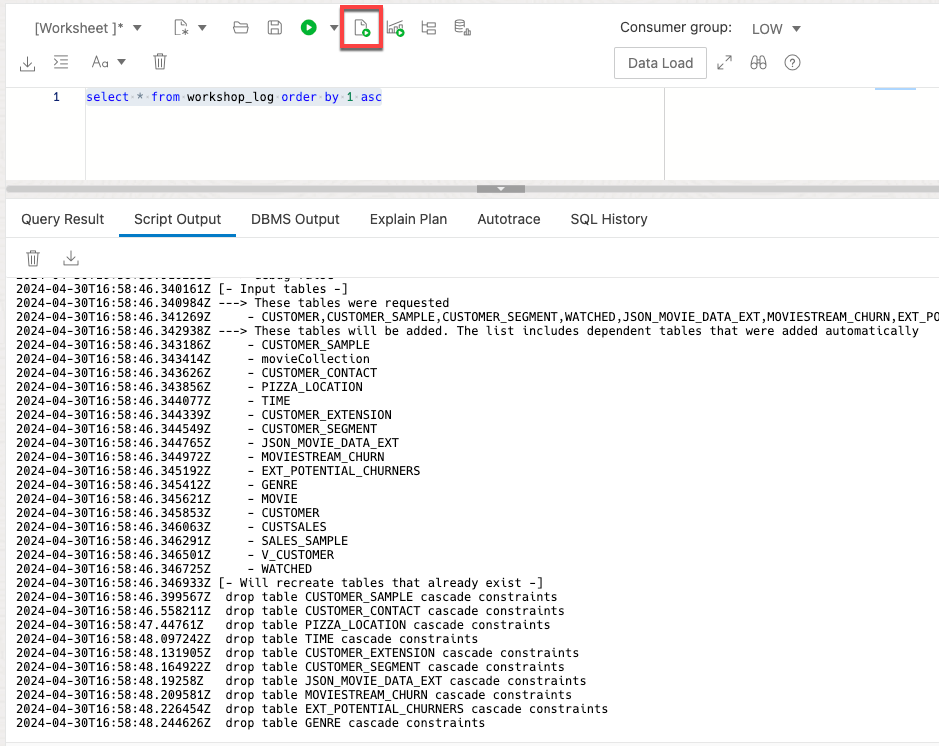 [Worksheet ]*
Consumer group: LOW
Aa
Data Load
1 select * from workshop_log order by 1 asc
Query Result Script Output DBMS Output Explain Plan Autotrace SQL History
2024-04-30T16:58:46.340161Z [- Input tables -]
2024-04-30T16:58:46.340984Z ---> These tables were requested
2024-04-30T16:58:46.341269Z     - CUSTOMER,CUSTOMER_SAMPLE,CUSTOMER_SEGMENT,WATCHED,JSON_MOVIE_DATA_EXT,MOVIESTREAM_CHURN,EXT_PO
2024-04-30T16:58:46.342938Z ---> These tables will be added. The list includes dependent tables that were added automatically
2024-04-30T16:58:46.343186Z     - CUSTOMER_SAMPLE
2024-04-30T16:58:46.343414Z     - movieCollection
2024-04-30T16:58:46.343626Z     - CUSTOMER_CONTACT
2024-04-30T16:58:46.343856Z     - PIZZA_LOCATION
2024-04-30T16:58:46.344077Z     - TIME
2024-04-30T16:58:46.344339Z     - CUSTOMER_EXTENSION
2024-04-30T16:58:46.344549Z     - CUSTOMER_SEGMENT
2024-04-30T16:58:46.344765Z     - JSON_MOVIE_DATA_EXT
2024-04-30T16:58:46.344972Z     - MOVIESTREAM_CHURN
2024-04-30T16:58:46.345192Z     - EXT_POTENTIAL_CHURNERS
2024-04-30T16:58:46.345412Z     - GENRE
2024-04-30T16:58:46.345621Z     - MOVIE
2024-04-30T16:58:46.345853Z     - CUSTOMER
2024-04-30T16:58:46.346063Z     - CUSTSALES
2024-04-30T16:58:46.346291Z     - SALES_SAMPLE
2024-04-30T16:58:46.346501Z     - V_CUSTOMER
2024-04-30T16:58:46.346725Z     - WATCHED
2024-04-30T16:58:46.346933Z [- Will recreate tables that already exist -]
2024-04-30T16:58:46.399567Z  drop table CUSTOMER_SAMPLE cascade constraints
2024-04-30T16:58:46.558211Z  drop table CUSTOMER_CONTACT cascade constraints
2024-04-30T16:58:47.44761Z   drop table PIZZA_LOCATION cascade constraints
2024-04-30T16:58:48.097242Z  drop table TIME cascade constraints
2024-04-30T16:58:48.131905Z  drop table CUSTOMER_EXTENSION cascade constraints
2024-04-30T16:58:48.164922Z  drop table CUSTOMER_SEGMENT cascade constraints
2024-04-30T16:58:48.19258Z   drop table JSON_MOVIE_DATA_EXT cascade constraints
2024-04-30T16:58:48.209581Z  drop table MOVIESTREAM_CHURN cascade constraints
2024-04-30T16:58:48.226454Z  drop table EXT_POTENTIAL_CHURNERS cascade constraints
2024-04-30T16:58:48.244626Z  drop table GENRE cascade constraints